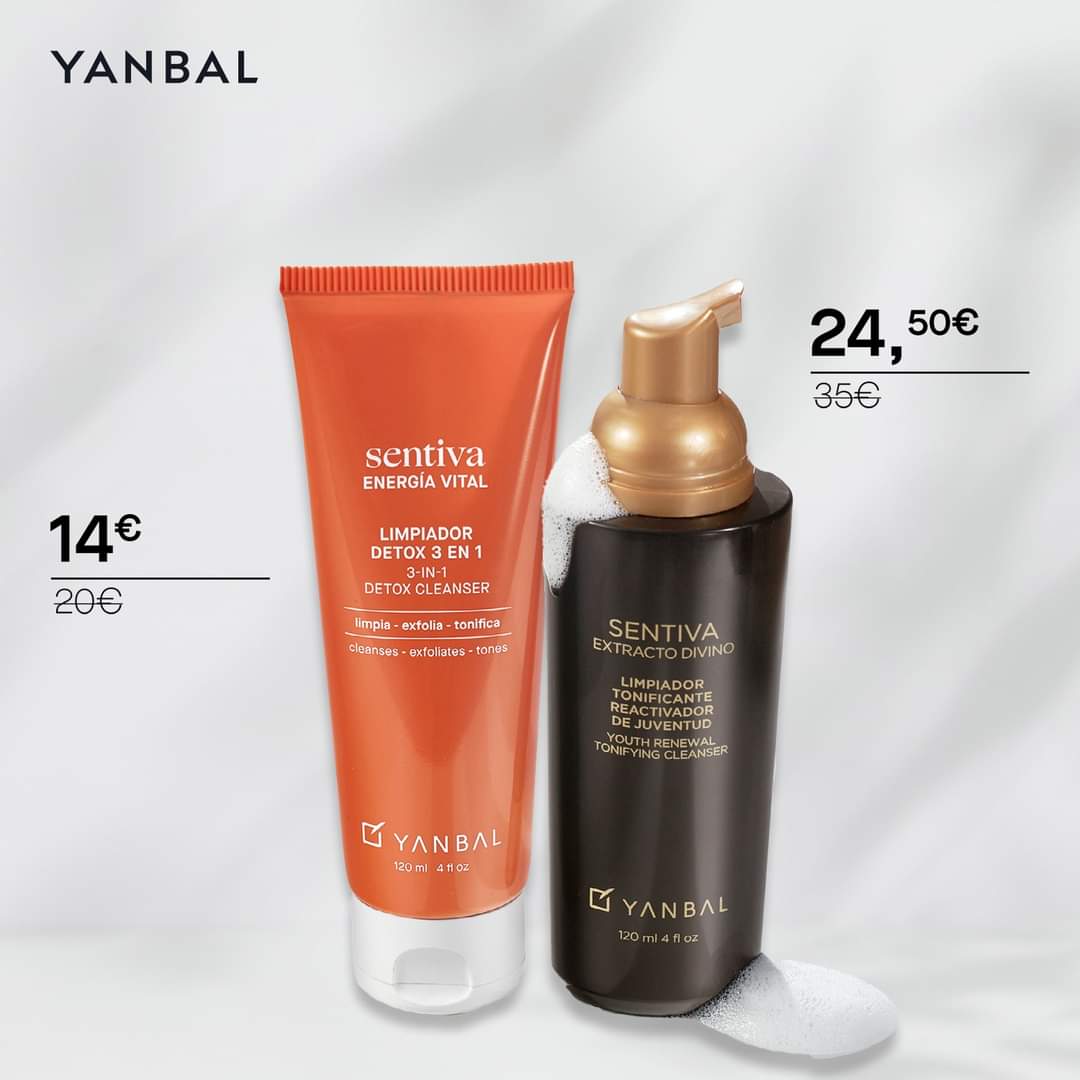 YANBAL
14€
20€
sentiva
ENERGÍA VITAL
LIMPIADOR
DETOX 3 EN 1
3-IN-1
DETOX CLEANSER
limpia - exfolia - tonifica
cleanses - exfoliates - tones
YANBAL
120 ml 4 fl oz
24,50€
35€
SENTIVA
EXTRACTO DIVINO
LIMPIADOR
TONIFICANTE
REACTIVADOR
DE JUVENTUD
YOUTH RENEWAL
TONIFYING CLEANSER
YANBAL
120 ml 4 fl oz